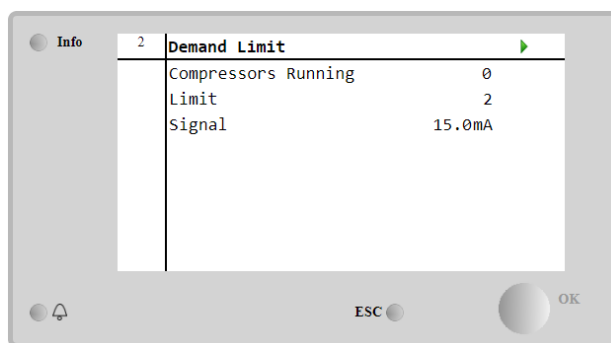 Info
2 Demand Limit
Compressors Running 0
Limit 2
Signal 15.0mA
ESC
OK